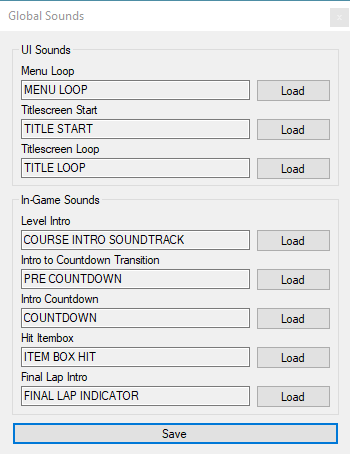 Global Sounds
x
UI Sounds
Menu Loop
MENU LOOP
Load
Titlescreen Start
TITLE START
Load
Titlescreen Loop
TITLE LOOP
Load
In-Game Sounds
Level Intro
COURSE INTRO SOUNDTRACK
Load
Intro to Countdown Transition
PRE COUNTDOWN
Load
Intro Countdown
COUNTDOWN
Load
Hit Itembox
ITEM BOX HIT
Load
Final Lap Intro
FINAL LAP INDICATOR
Load
Save